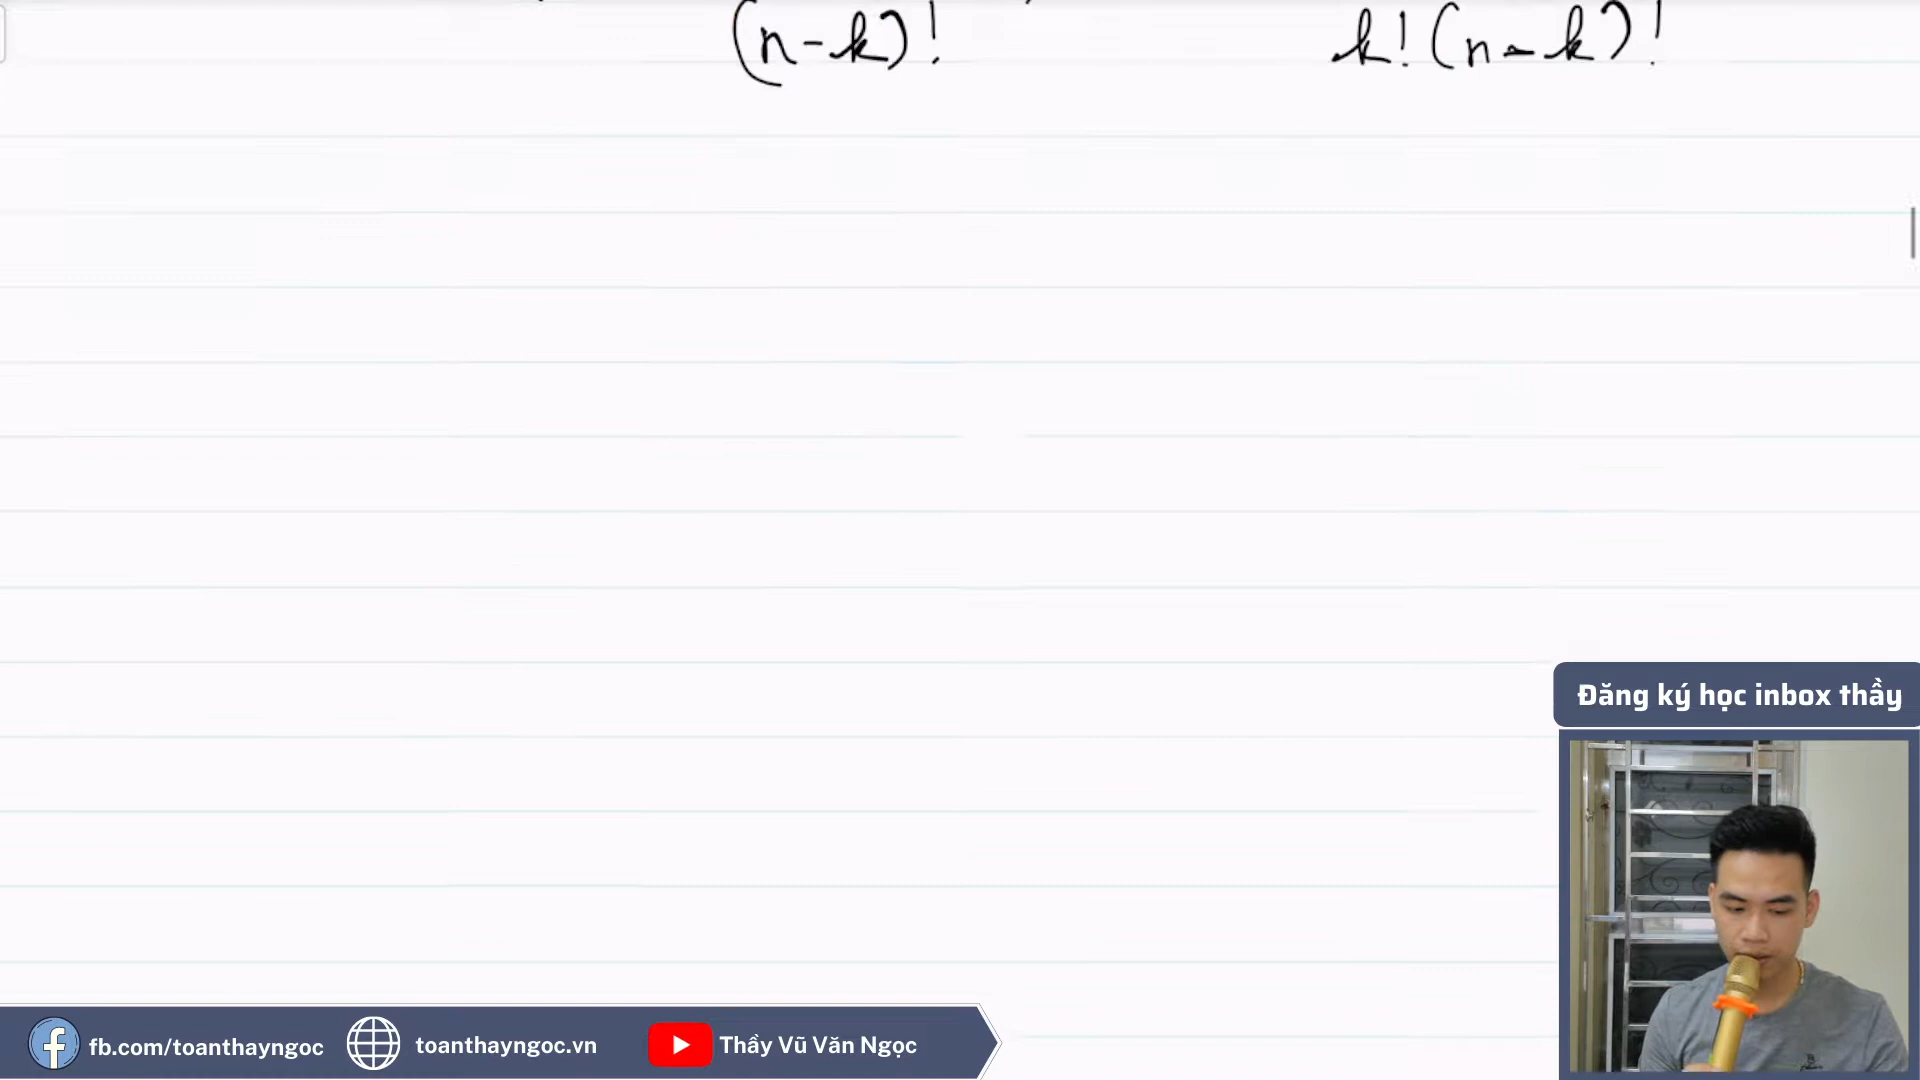 (n-k)! k!(n-k)!
Đăng ký học inbox thầy
fb.com/toanthayngoc toanthayngoc.vn Thầy Vũ Văn Ngọc